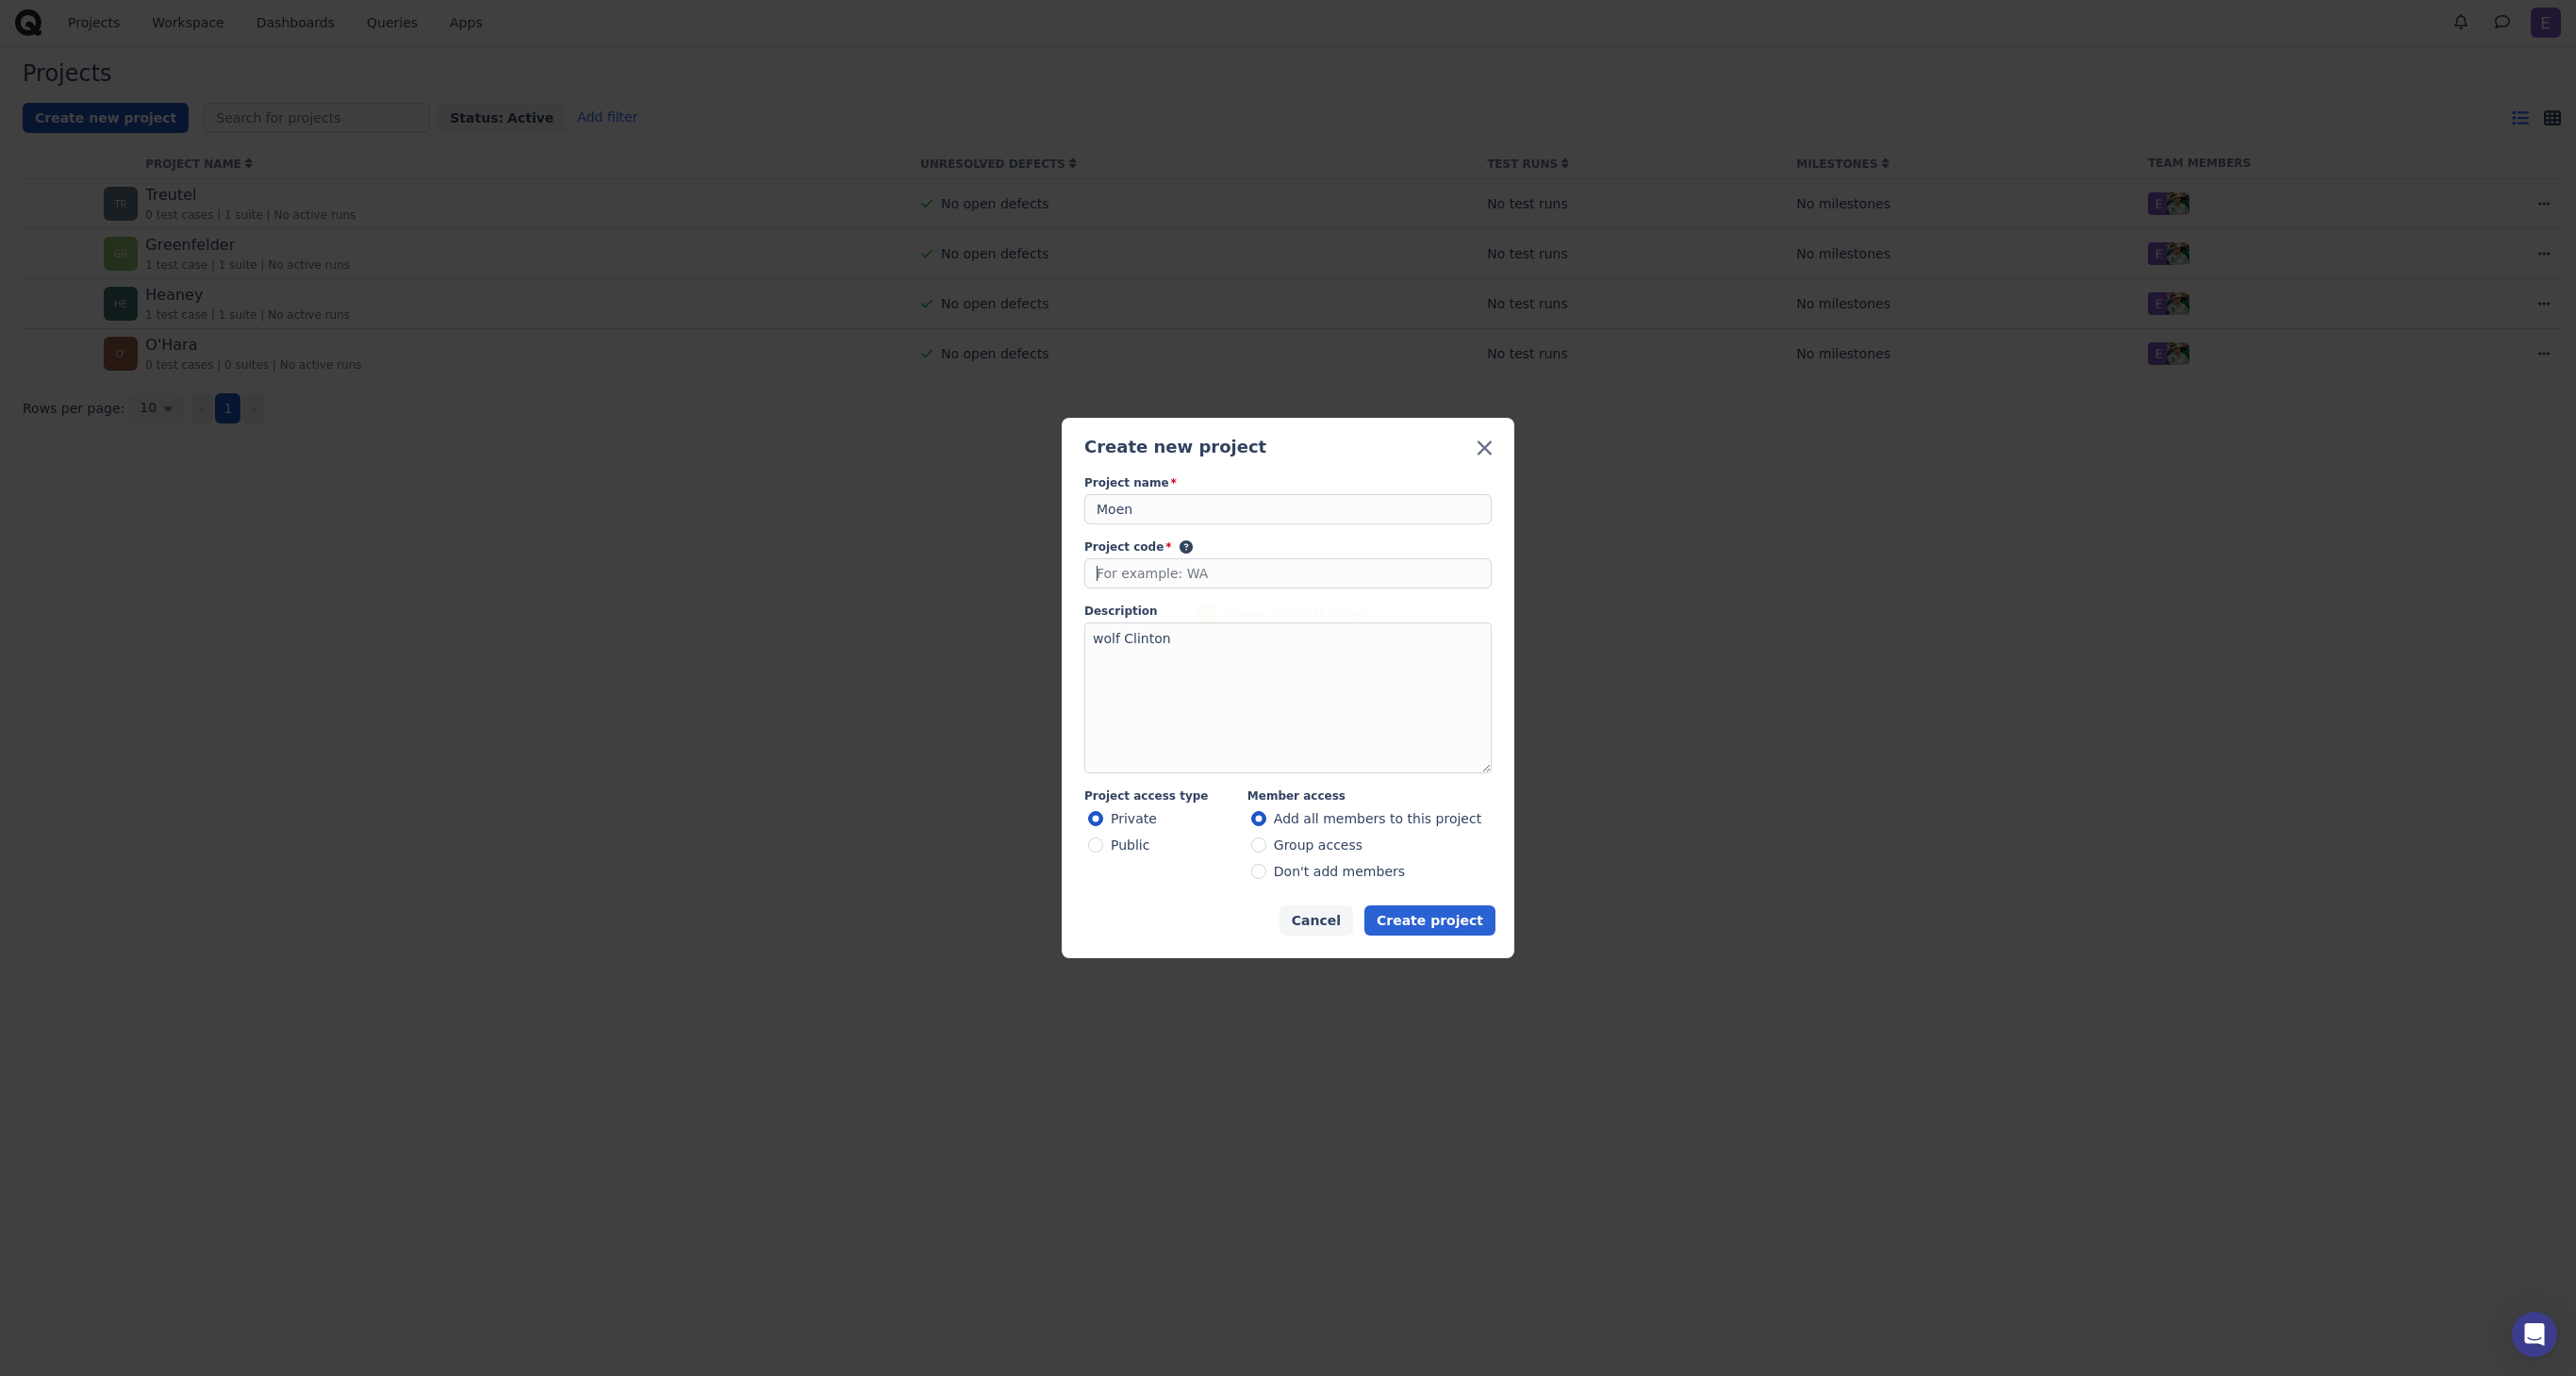 Projects Workspace Dashboards Queries Apps E
Projects
Create new project Search for projects Status: Active Add filter
PROJECT NAME UNRESOLVED DEFECTS TEST RUNS MILESTONES TEAM MEMBERS
TR Treutel No open defects No test runs No milestones E
0 test cases | 1 suite | No active runs
GR Greenfelder No open defects No test runs No milestones E
1 test case | 1 suite | No active runs
HE Heaney No open defects No test runs No milestones E
1 test case | 1 suite | No active runs
O' O'Hara No open defects No test runs No milestones E
0 test cases | 0 suites | No active runs
Rows per page: 10 1
Create new project
Project name*
Moen
Project code* ?
For example: WA
Description
wolf Clinton
Project access type Member access
Private Add all members to this project
Public Group access
Don't add members
Cancel Create project